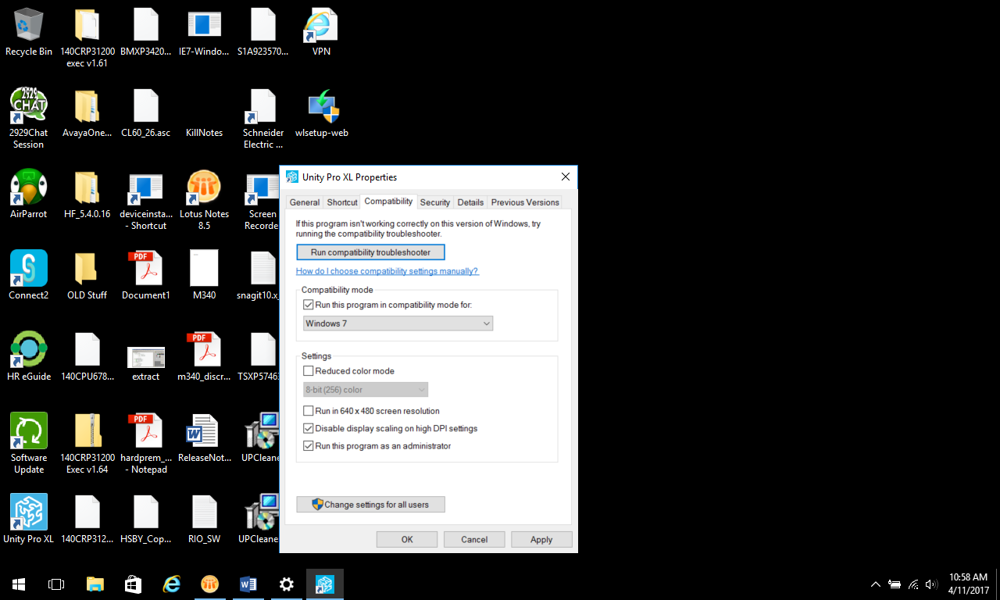 Recycle Bin
140CRP31200
exec v1.61
BMXP3420...
IE7-Windo...
S1A923570...
VPN
2929
CHAT
2929Chat
Session
AvayaOne...
CL60_26.asc
KillNotes
Schneider
Electric ...
wlsetup-web
AirParrot
HF_5.4.0.16
deviceinsta...
- Shortcut
Lotus Notes
8.5
Screen
Recorde
Connect2
OLD Stuff
PDF
Document1
M340
snagit10.x
HR eGuide
140CPU678...
extract
PDF
m340_discr...
TSXP5746
Software
Update
140CRP31200
Exec v1.64
PDF
hardprem_...
- Notepad
ReleaseNot...
UPCleane
Unity Pro XL
140CRP312...
HSBY_Cop...
RIO_SW
UPCleane
Unity Pro XL Properties
General
Shortcut
Compatibility
Security
Details
Previous Versions
If this program isn't working correctly on this version of Windows, try
running the compatibility troubleshooter.
Run compatibility troubleshooter
How do I choose compatibility settings manually?
Compatibility mode
Run this program in compatibility mode for:
Windows 7
Settings
Reduced color mode
8-bit (256) color
Run in 640 x 480 screen resolution
Disable display scaling on high DPI settings
Run this program as an administrator
Change settings for all users
OK
Cancel
Apply
10:58 AM
4/11/2017